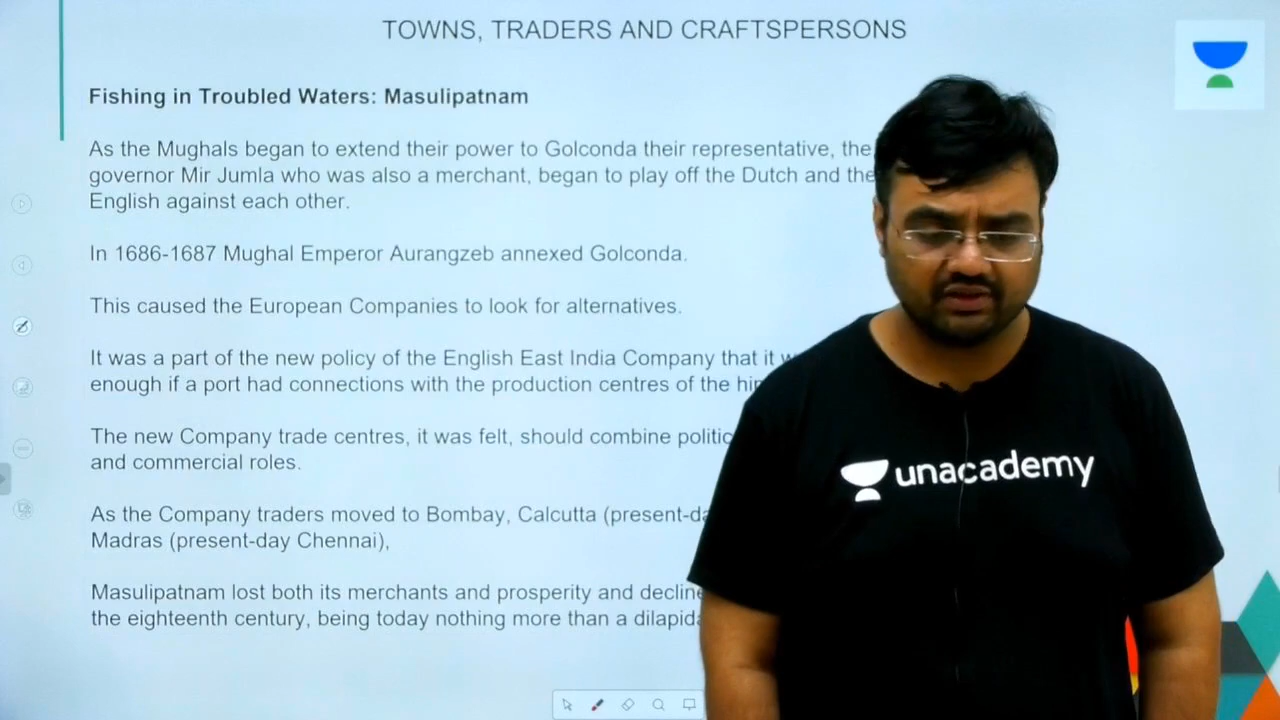 TOWNS, TRADERS AND CRAFTSPERSONS
Fishing in Troubled Waters: Masulipatnam
As the Mughals began to extend their power to Golconda their representative, the
governor Mir Jumla who was also a merchant, began to play off the Dutch and the
English against each other.
In 1686-1687 Mughal Emperor Aurangzeb annexed Golconda.
This caused the European Companies to look for alternatives.
It was a part of the new policy of the English East India Company that it
enough if a port had connections with the production centres of the
The new Company trade centres, it was felt, should combine
and commercial roles.
As the Company traders moved to Bombay, Calcutta
Madras (present-day Chennai),
Masulipatnam lost both its merchants and prosperity and
the eighteenth century, being today nothing more than a
unacademy